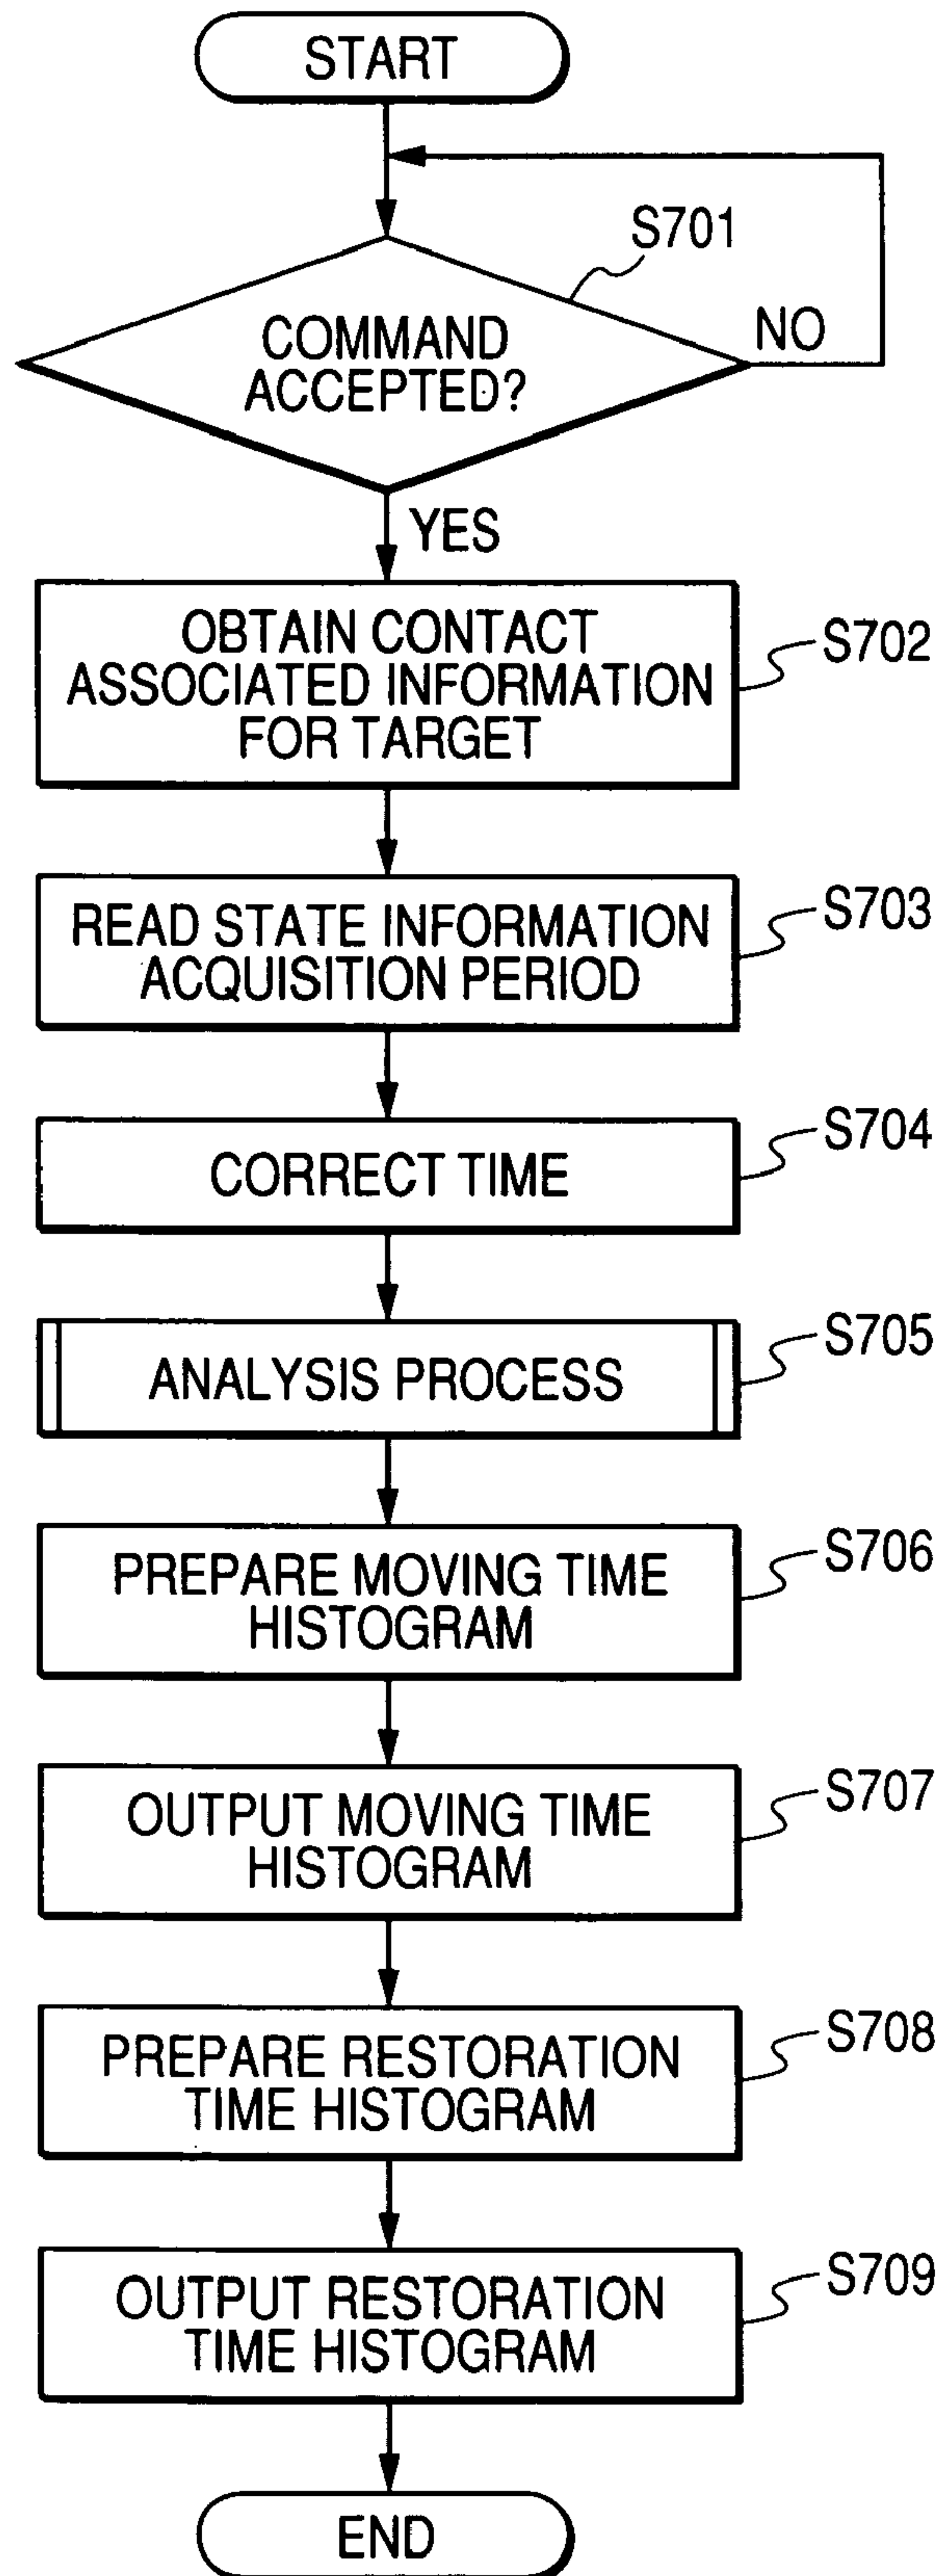 START
S701
COMMAND
ACCEPTED?
NO
YES
OBTAIN CONTACT
ASSOCIATED INFORMATION
FOR TARGET
S702
READ STATE INFORMATION
ACQUISITION PERIOD
S703
CORRECT TIME
S704
ANALYSIS PROCESS
S705
PREPARE MOVING TIME
HISTOGRAM
S706
OUTPUT MOVING TIME
HISTOGRAM
S707
PREPARE RESTORATION
TIME HISTOGRAM
S708
OUTPUT RESTORATION
TIME HISTOGRAM
S709
END